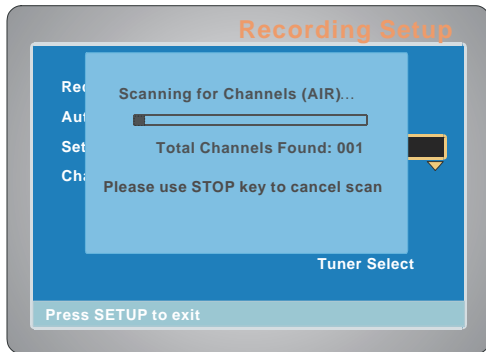 Recording Setup
Scanning for Channels (AIR)...
Total Channels Found: 001
Please use STOP key to cancel scan
Tuner Select
Press SETUP to exit